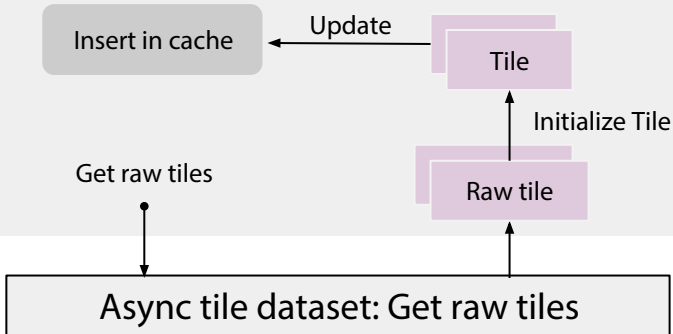 Update
Insert in cache
Tile
Initialize Tile
Get raw tiles
Raw tile
Async tile dataset: Get raw tiles